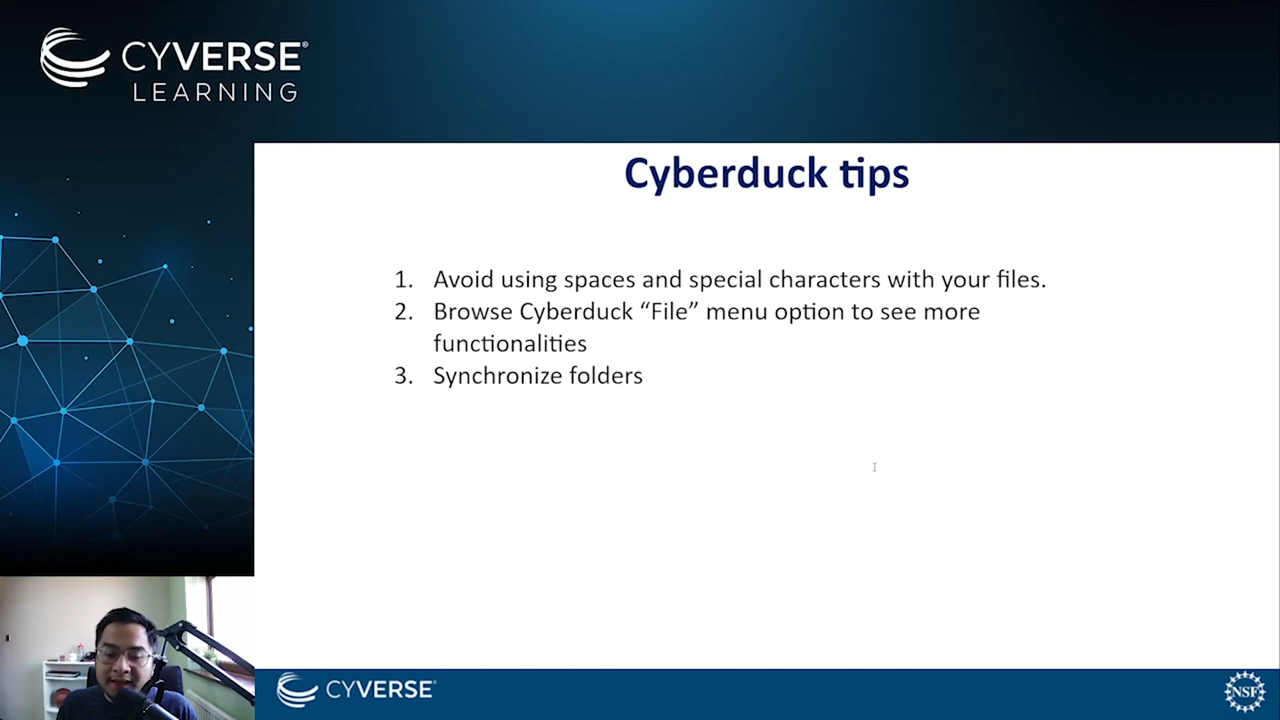 CYVERSE®
LEARNING
Cyberduck tips
1. Avoid using spaces and special characters with your files.
2. Browse Cyberduck “File” menu option to see more
functionalities
3. Synchronize folders
CYVERSE®
NSF